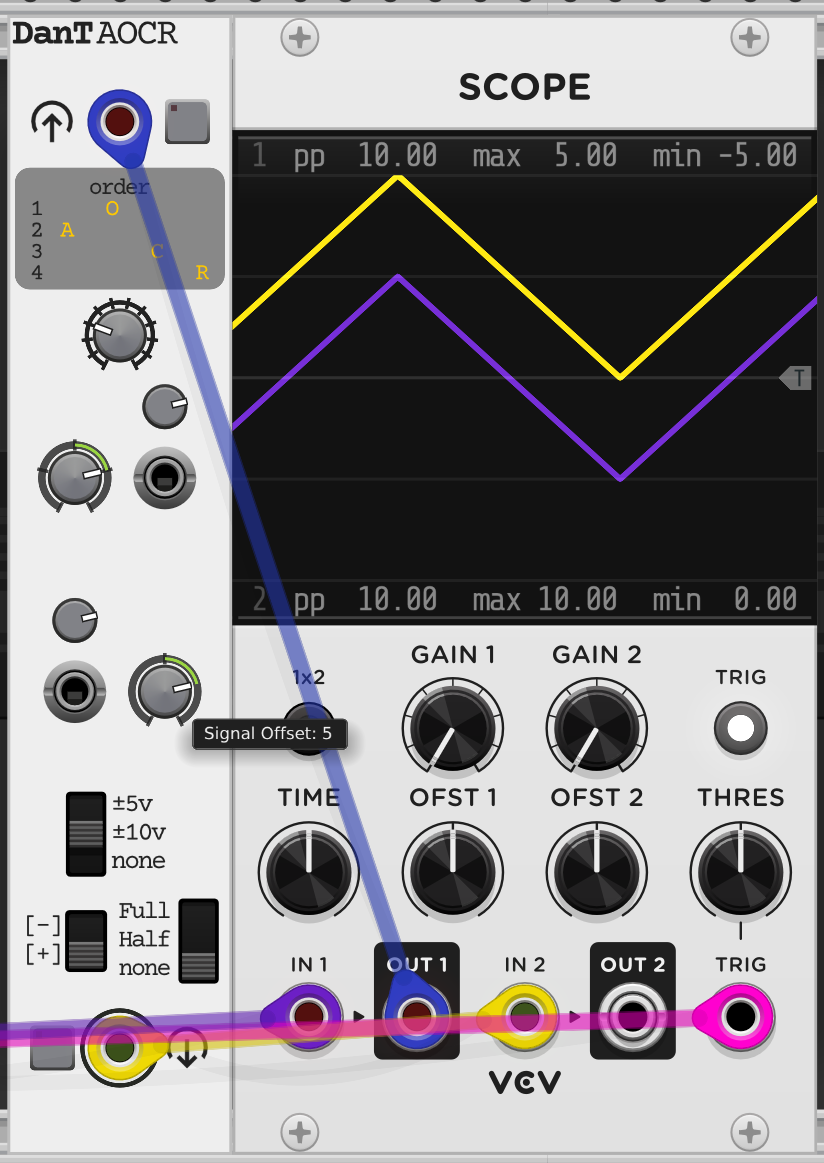 DanT AOCR
order
1 O
2 A
3 C
4 R
±5v
±10v
none
[-]
[+]
Full
Half
none
SCOPE
1 pp 10.00 max 5.00 min -5.00
T
2 pp 10.00 max 10.00 min 0.00
1x2
GAIN 1
GAIN 2
TRIG
Signal Offset: 5
TIME
OFST 1
OFST 2
THRES
IN 1
OUT 1
IN 2
OUT 2
TRIG
VCV